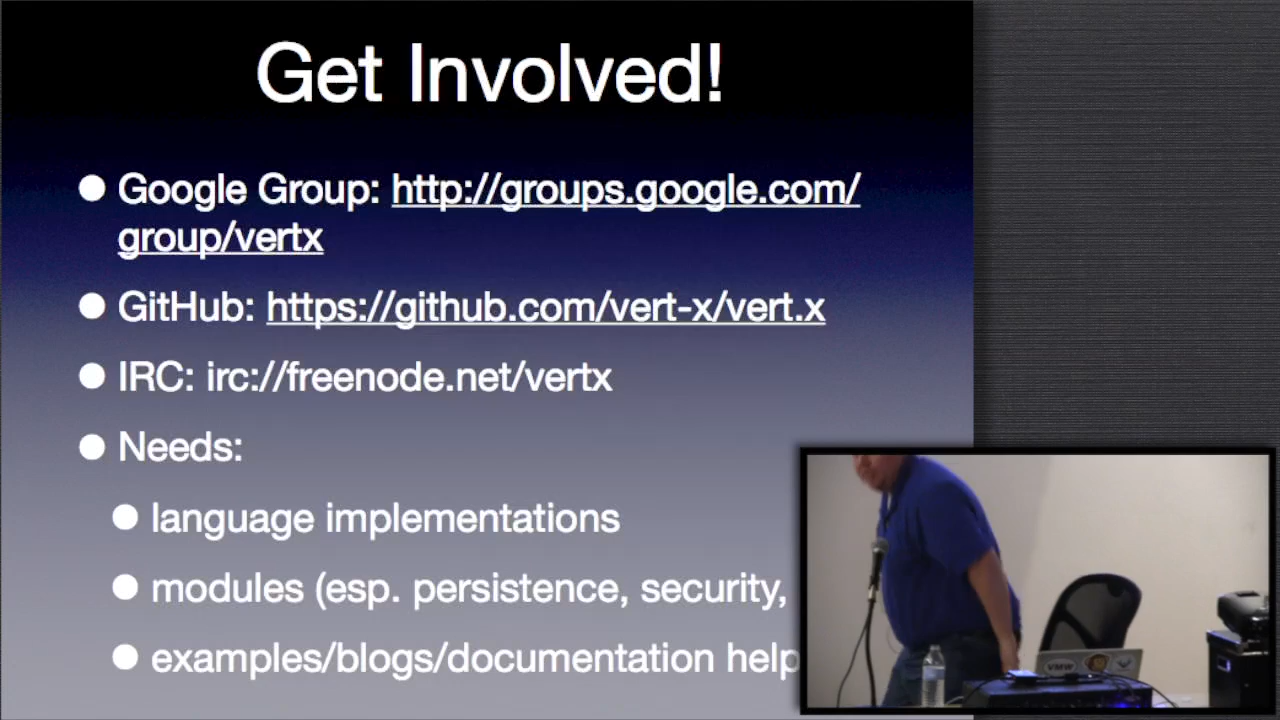 Get Involved!
Google Group: http://groups.google.com/
group/vertx
GitHub: https://github.com/vert-x/vert.x
IRC: irc://freenode.net/vertx
Needs:
language implementations
modules (esp. persistence, security,
examples/blogs/documentation help
VMW